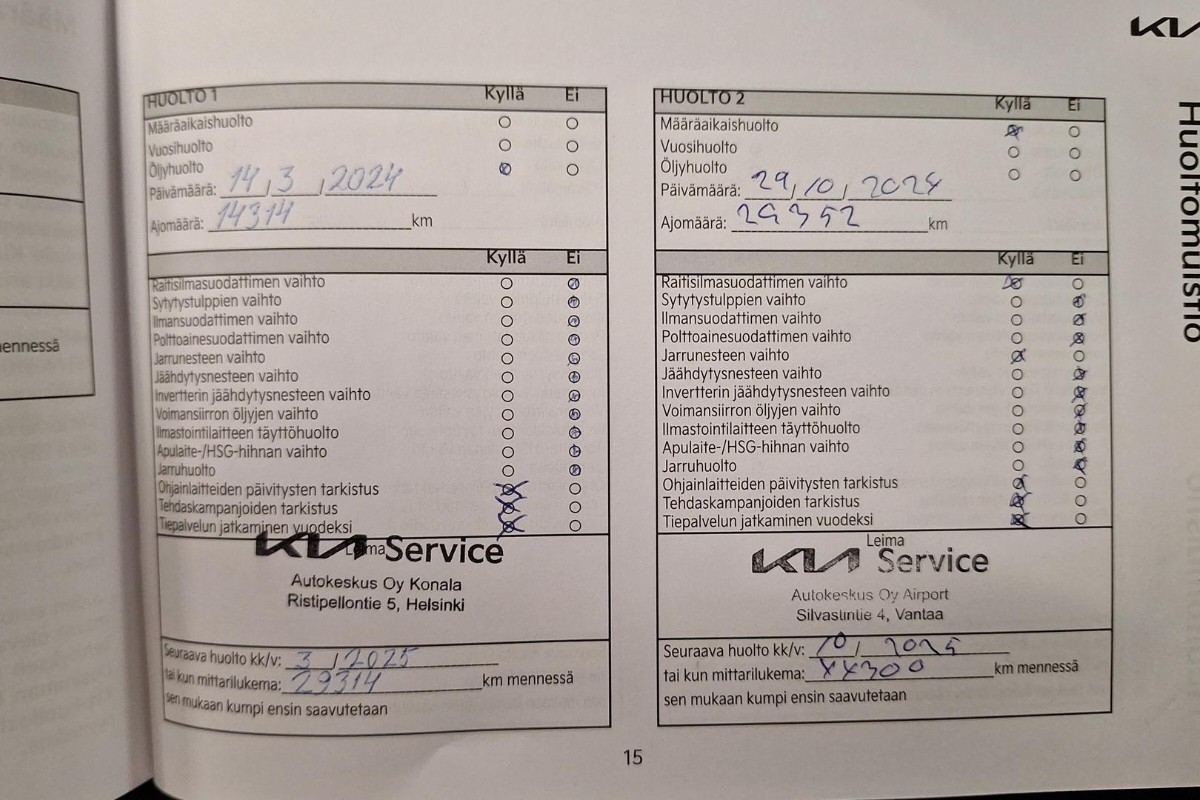 KIA
Huoltomuistio
mennessä
HUOLTO 1 Kyllä Ei
Määräaikaishuolto
Vuosihuolto
Öljyhuolto
Päivämäärä: 14 / 3 / 2024
Ajomäärä: 14314 km
Kyllä Ei
Raitisilmasuodattimen vaihto
Sytytystulppien vaihto
Ilmansuodattimen vaihto
Polttoainesuodattimen vaihto
Jarrunesteen vaihto
Jäähdytysnesteen vaihto
Invertterin jäähdytysnesteen vaihto
Voimansiirron öljyjen vaihto
Ilmastointilaitteen täyttöhuolto
Apulaite-/HSG-hihnan vaihto
Jarruhuolto
Ohjainlaitteiden päivitysten tarkistus
Tehdaskampanjoiden tarkistus
Tiepalvelun jatkaminen vuodeksi
Leima
KIA Service
Autokeskus Oy Konala
Ristipellontie 5, Helsinki
Seuraava huolto kk/v: 3 / 2025
tai kun mittarilukema: 29314 km mennessä
sen mukaan kumpi ensin saavutetaan
HUOLTO 2 Kyllä Ei
Määräaikaishuolto
Vuosihuolto
Öljyhuolto
Päivämäärä: 29 / 10 / 2024
Ajomäärä: 29352 km
Kyllä Ei
Raitisilmasuodattimen vaihto
Sytytystulppien vaihto
Ilmansuodattimen vaihto
Polttoainesuodattimen vaihto
Jarrunesteen vaihto
Jäähdytysnesteen vaihto
Invertterin jäähdytysnesteen vaihto
Voimansiirron öljyjen vaihto
Ilmastointilaitteen täyttöhuolto
Apulaite-/HSG-hihnan vaihto
Jarruhuolto
Ohjainlaitteiden päivitysten tarkistus
Tehdaskampanjoiden tarkistus
Tiepalvelun jatkaminen vuodeksi
Leima
KIA Service
Autokeskus Oy Airport
Silvastintie 4, Vantaa
Seuraava huolto kk/v: 10 / 2025
tai kun mittarilukema: km mennessä
sen mukaan kumpi ensin saavutetaan
15